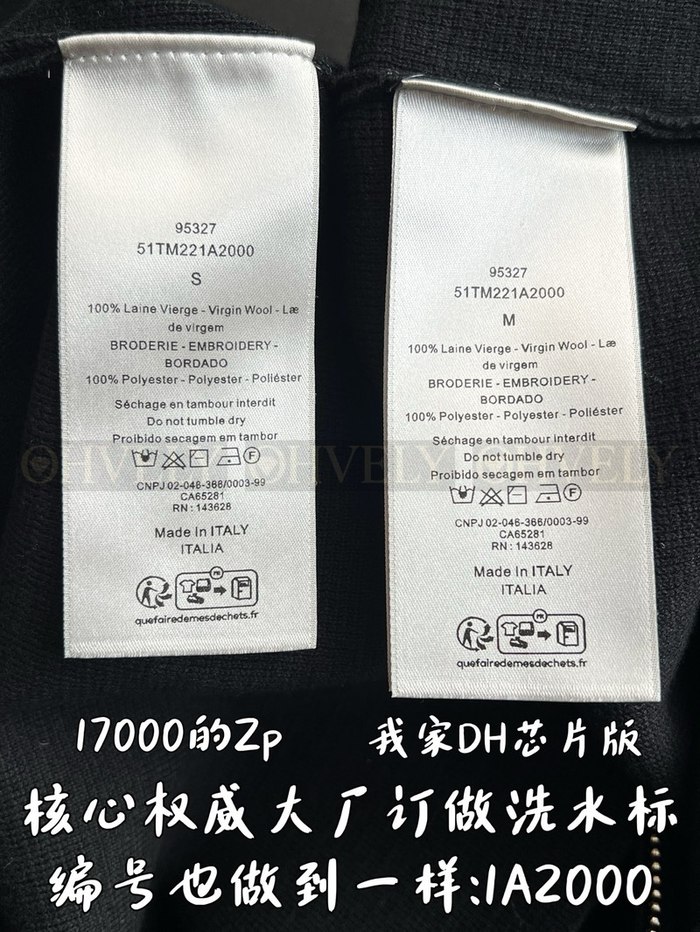 95327
51TM221A2000
S
100% Laine Vierge - Virgin Wool - Læ
de virgem
BRODERIE - EMBROIDERY -
BORDADO
100% Polyester - Polyester - Poliéster
Séchage en tambour interdit
Do not tumble dry
Proibido secagem em tambor
F
CNPJ 02-046-366/0003-99
CA65281
RN : 143628
Made In ITALY
ITALIA
FR
quefairedemesdechets.fr
95327
51TM221A2000
M
100% Laine Vierge - Virgin Wool - Læ
de virgem
BRODERIE - EMBROIDERY -
BORDADO
100% Polyester - Polyester - Poliéster
Séchage en tambour interdit
Do not tumble dry
Proibido secagem em tambor
F
CNPJ 02-046-366/0003-99
CA65281
RN : 143628
Made In ITALY
ITALIA
FR
quefairedemesdechets.fr
17000的Zp
我家DH芯片版
核心权威大厂订做洗水标
编号也做到一样:1A2000